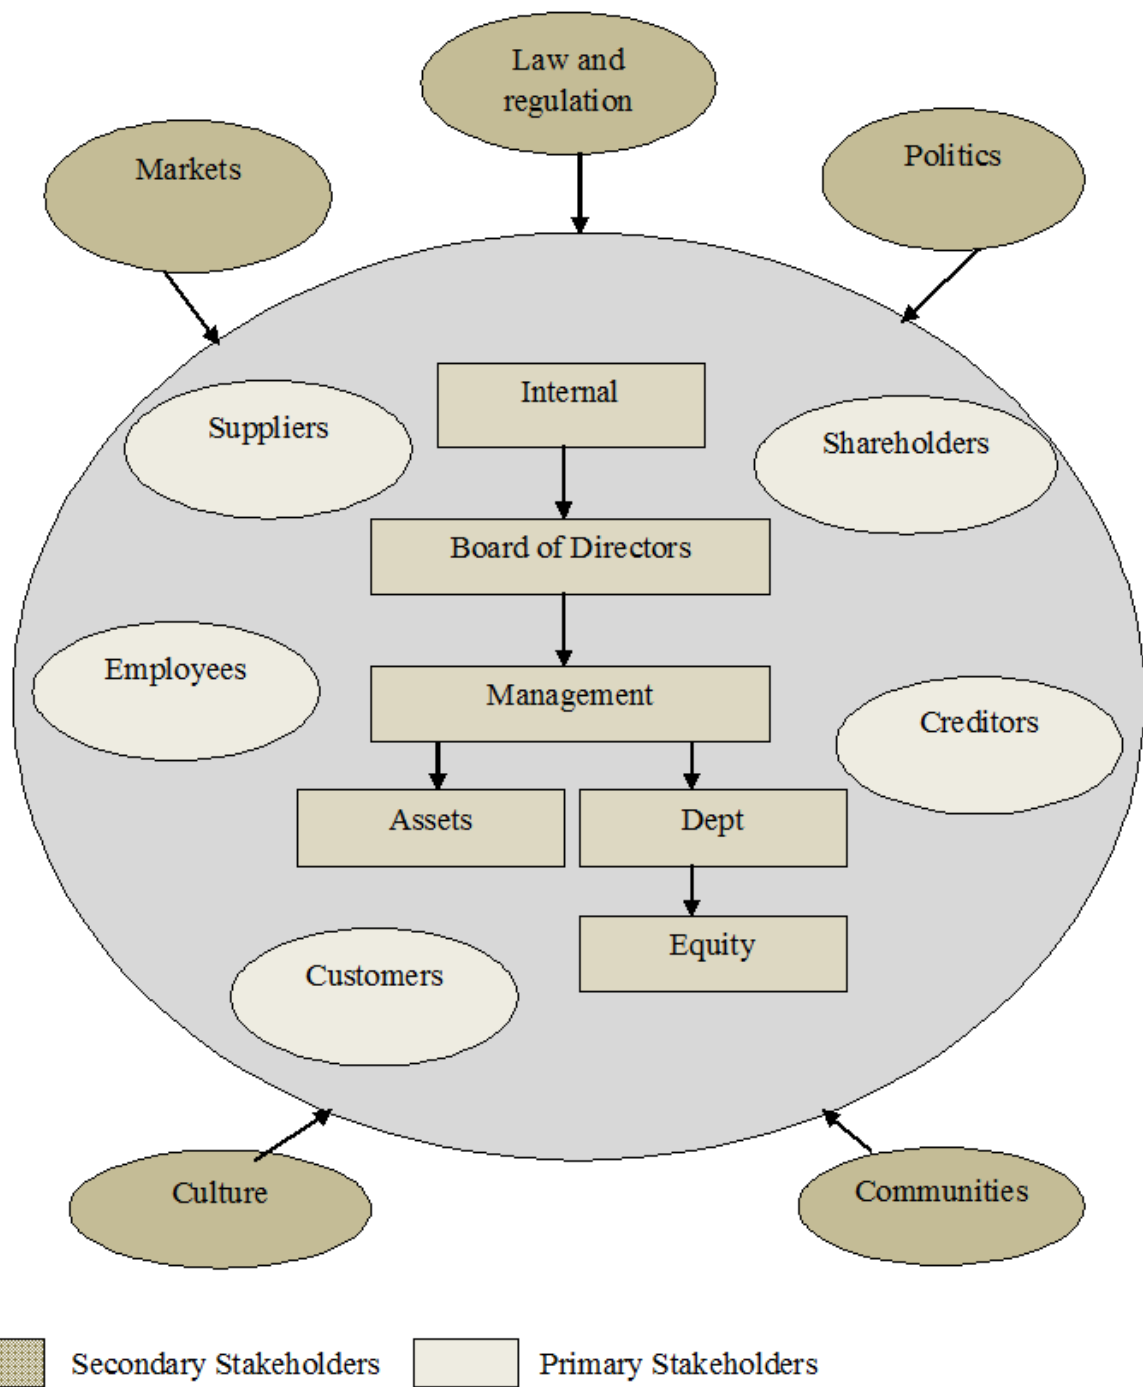 Law and
regulation
Markets
Politics
Internal
Suppliers
Shareholders
Board of Directors
Employees
Management
Creditors
Assets
Dept
Equity
Customers
Culture
Communities
Secondary Stakeholders
Primary Stakeholders